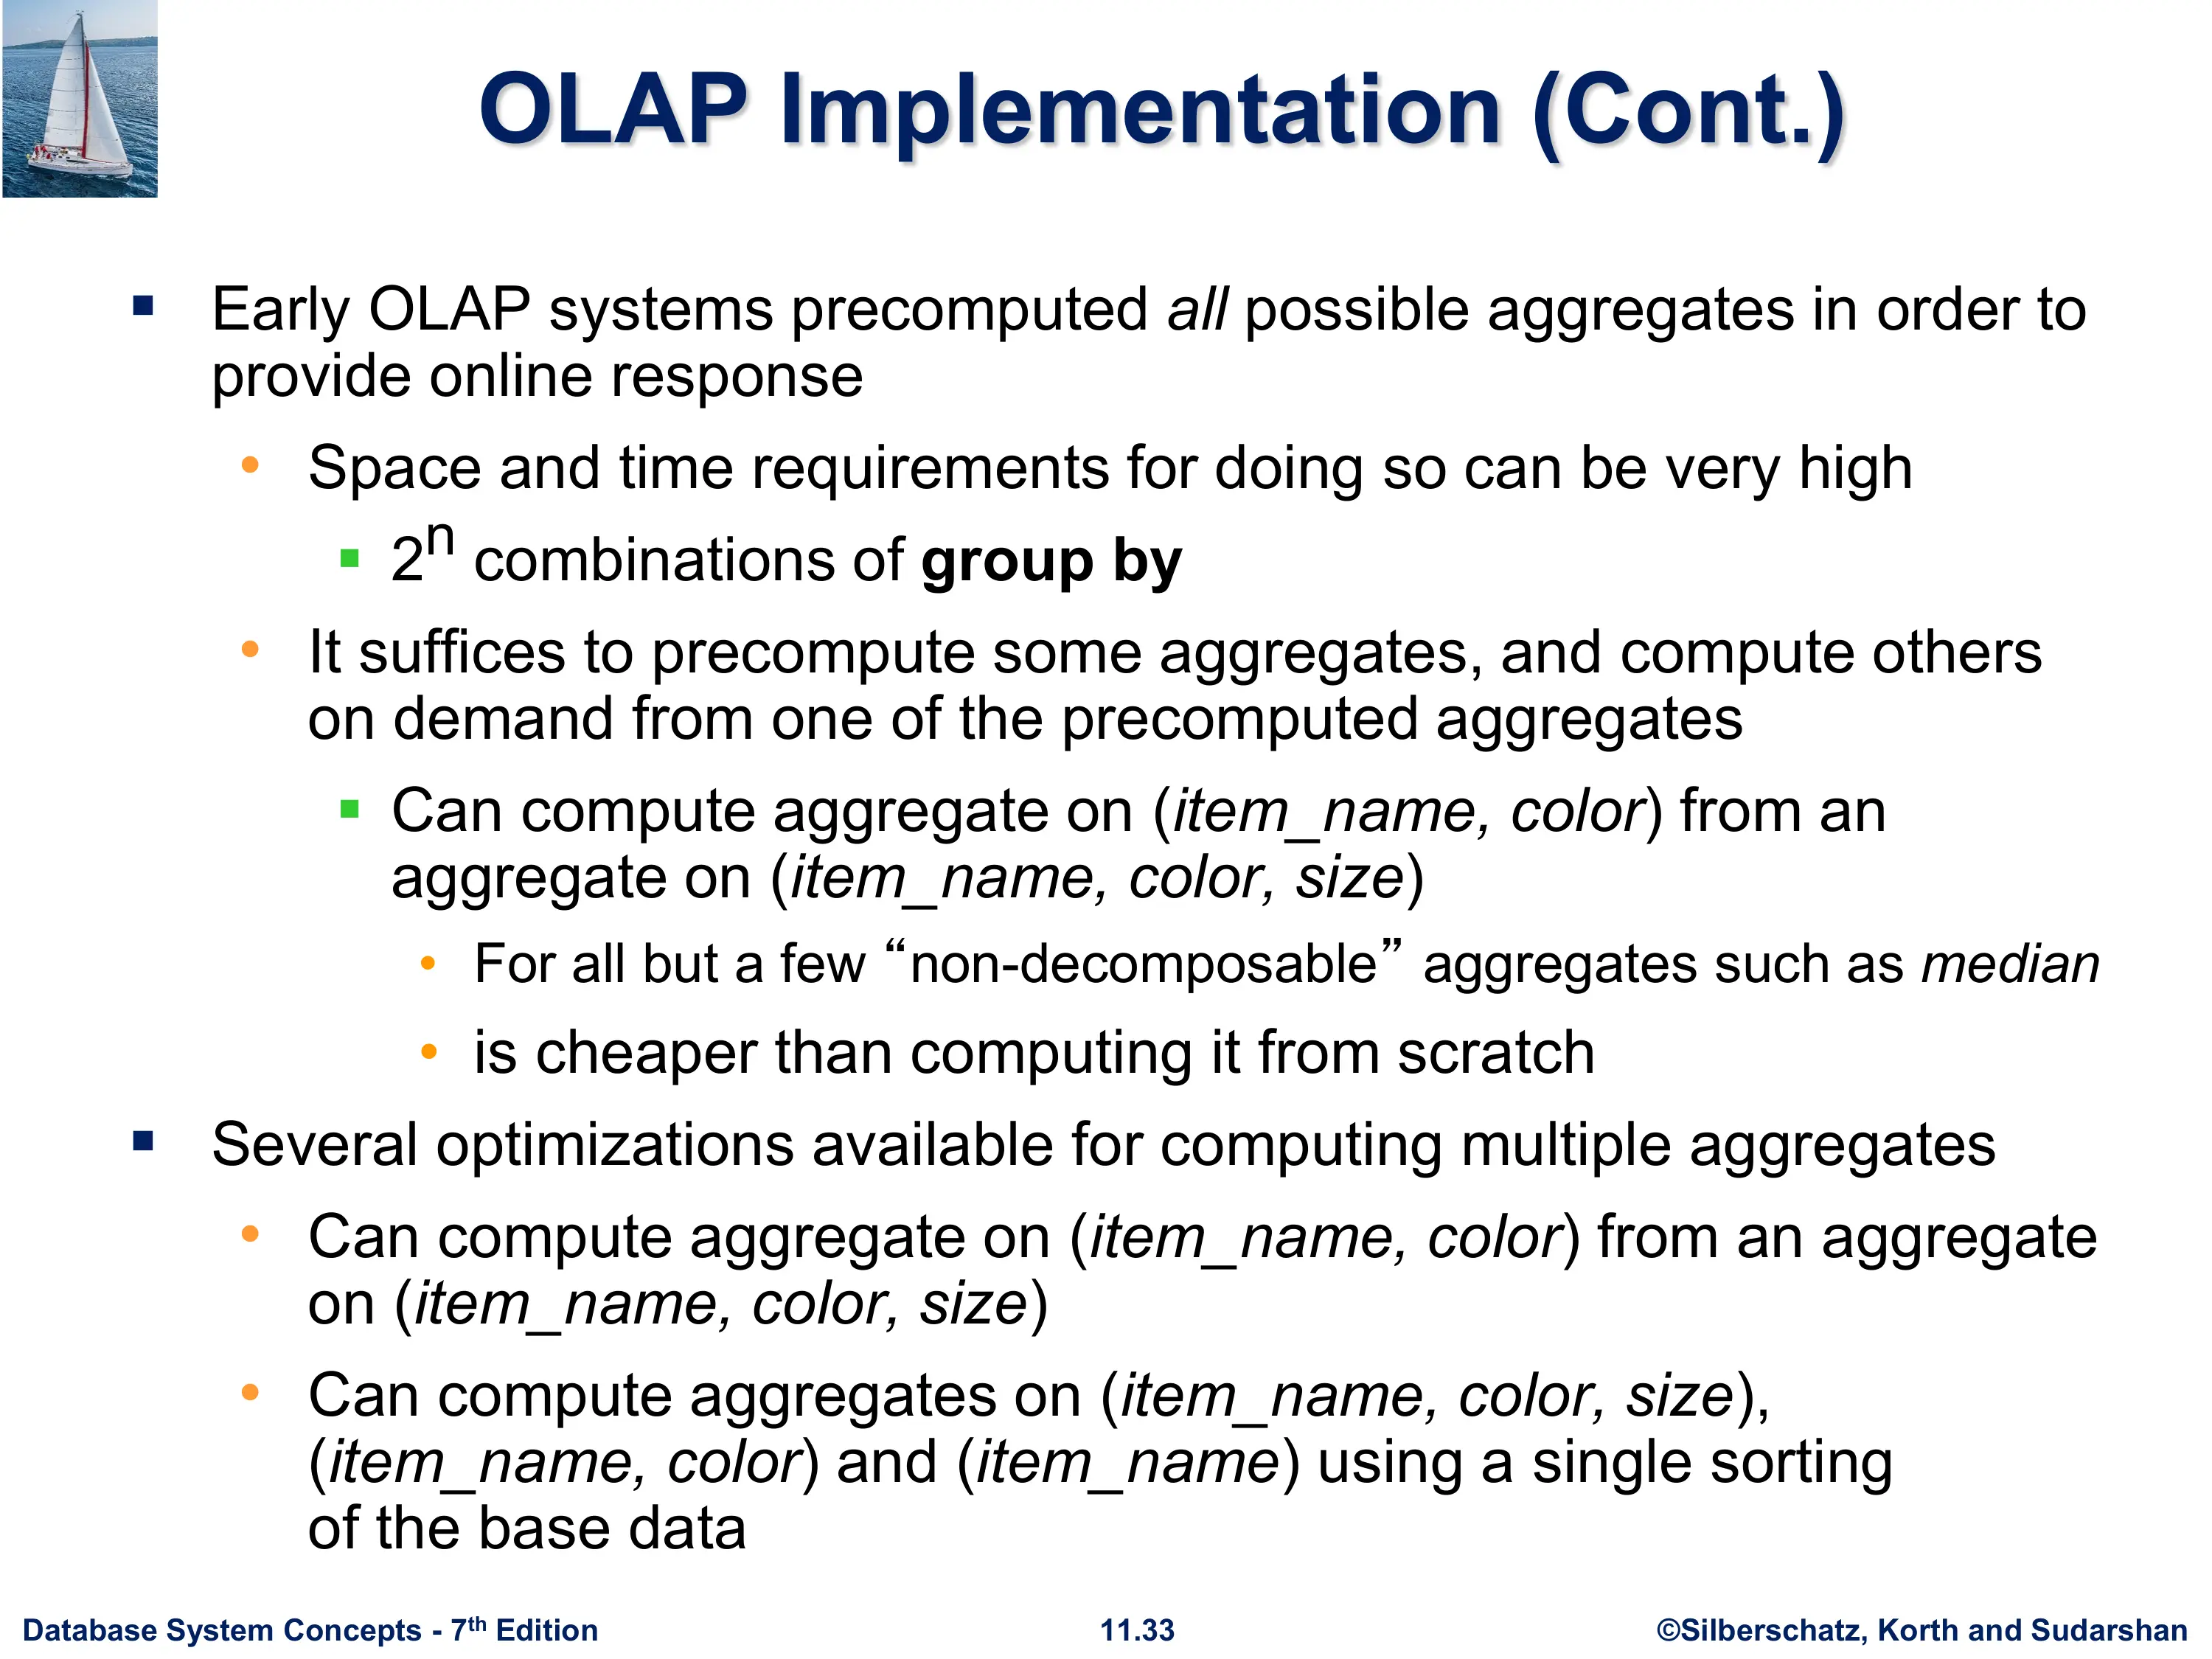 OLAP Implementation (Cont.)
Early OLAP systems precomputed all possible aggregates in order to
provide online response
Space and time requirements for doing so can be very high
2ⁿ combinations of group by
It suffices to precompute some aggregates, and compute others
on demand from one of the precomputed aggregates
Can compute aggregate on (item_name, color) from an
aggregate on (item_name, color, size)
For all but a few “non-decomposable” aggregates such as median
is cheaper than computing it from scratch
Several optimizations available for computing multiple aggregates
Can compute aggregate on (item_name, color) from an aggregate
on (item_name, color, size)
Can compute aggregates on (item_name, color, size),
(item_name, color) and (item_name) using a single sorting
of the base data
Database System Concepts - 7th Edition
11.33
©Silberschatz, Korth and Sudarshan